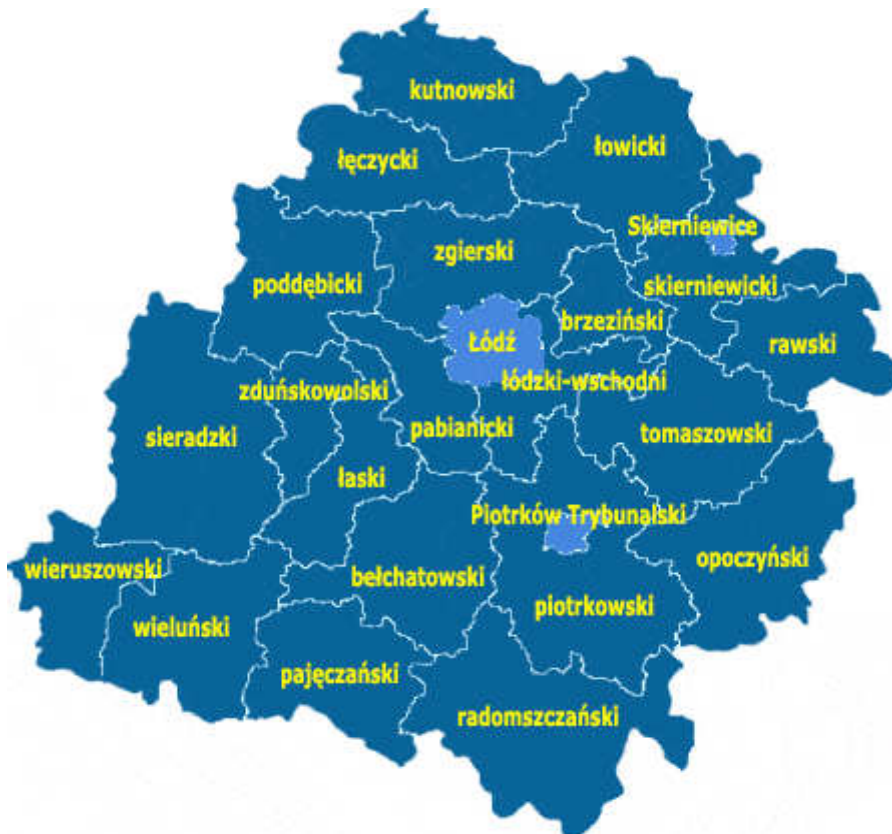 kutnowski
łowicki
łęczycki
Skierniewice
zgierski
poddębicki
skierniewicki
brzeziński
Łódź
rawski
łódzki-wschodni
zduńskowolski
pabianicki
tomaszowski
sieradzki
łaski
Piotrków Trybunalski
opoczyński
wieruszowski
bełchatowski
piotrkowski
wieluński
pajęczański
radomszczański